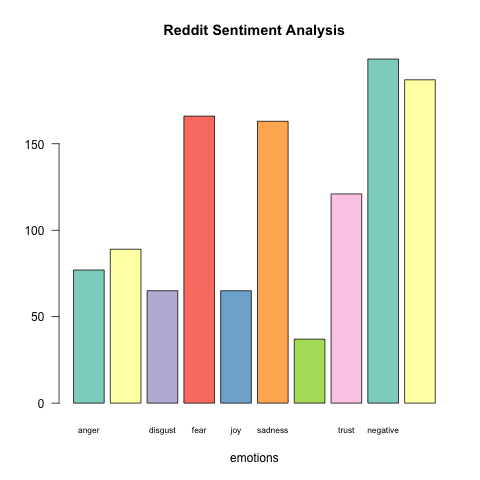 Reddit Sentiment Analysis
150
100
50
0
anger disgust fear joy sadness trust negative
emotions